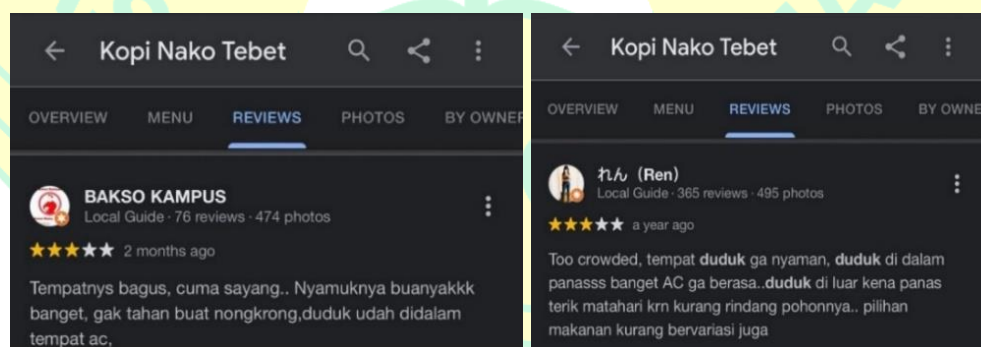 Kopi Nako Tebet
OVERVIEW MENU REVIEWS PHOTOS BY OWNER
BAKSO KAMPUS
Local Guide · 76 reviews · 474 photos
2 months ago
Tempatnys bagus, cuma sayang.. Nyamuknya buanyakkk
banget, gak tahan buat nongkrong,duduk udah didalam
tempat ac,
Kopi Nako Tebet
OVERVIEW MENU REVIEWS PHOTOS BY OWNE
れん (Ren)
Local Guide · 365 reviews · 495 photos
a year ago
Too crowded, tempat duduk ga nyaman, duduk di dalam
panasss banget AC ga berasa..duduk di luar kena panas
terik matahari krn kurang rindang pohonnya.. pilihan
makanan kurang bervariasi juga